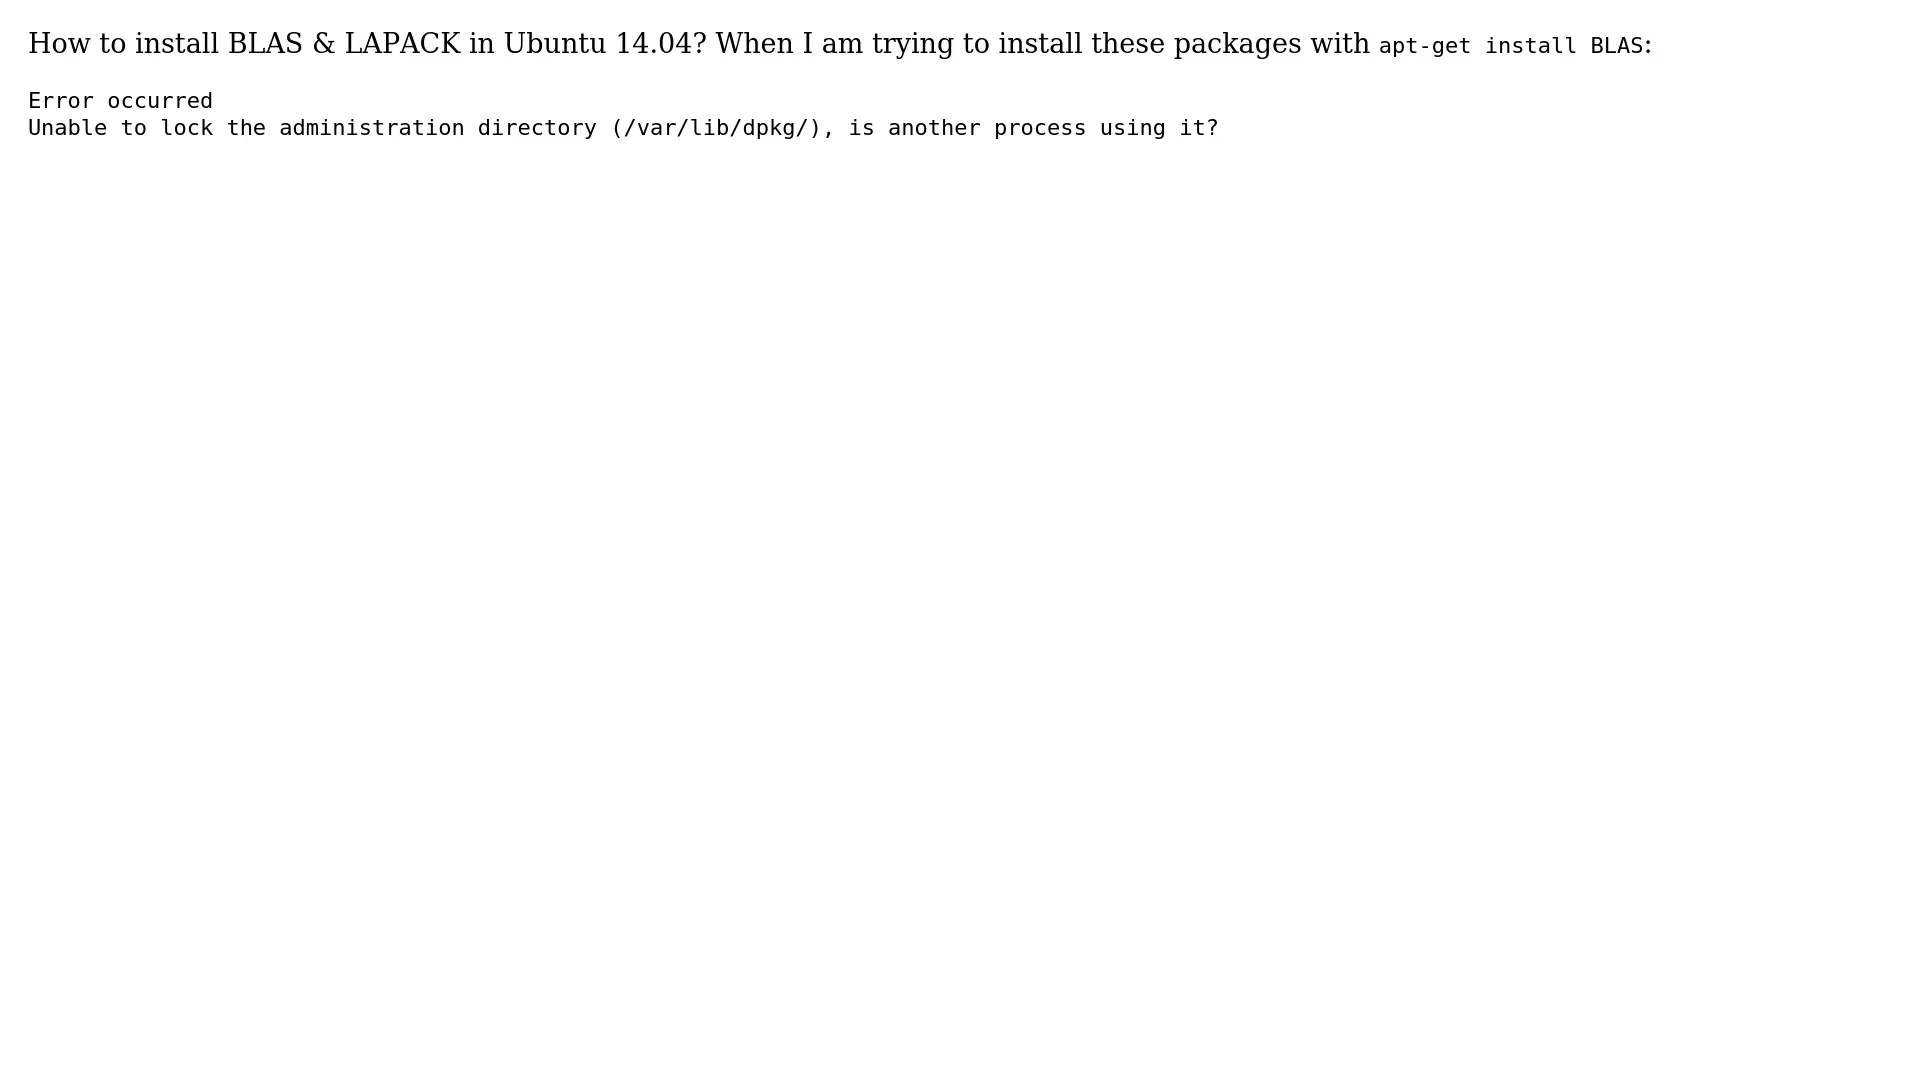 How to install BLAS & LAPACK in Ubuntu 14.04? When I am trying to install these packages with apt-get install BLAS:
Error occurred
Unable to lock the administration directory (/var/lib/dpkg/), is another process using it?